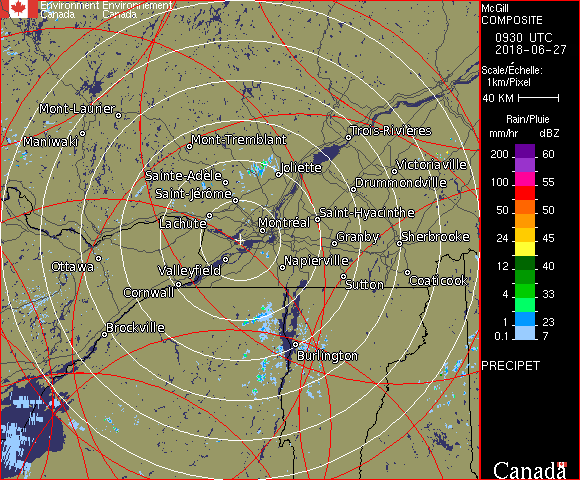 Environment Environnement
Canada Canada
Mont-Laurier
Maniwaki
Mont-Tremblant
Trois-Rivières
Joliette
Victoriaville
Sainte-Adèle
Drummondville
Saint-Jérôme
Lachute
Montréal
Saint-Hyacinthe
Granby
Sherbrooke
Ottawa
Valleyfield
Napierville
Cornwall
Sutton
Coaticook
Brockville
Burlington
McGill
COMPOSITE
0930 UTC
2018-06-27
Scale/Échelle:
1km/Pixel
40 KM
Rain/Pluie
mm/hr dBZ
200 60
100 55
50 50
24 45
12 40
4 33
1 23
0.1 7
PRECIPET
Canada